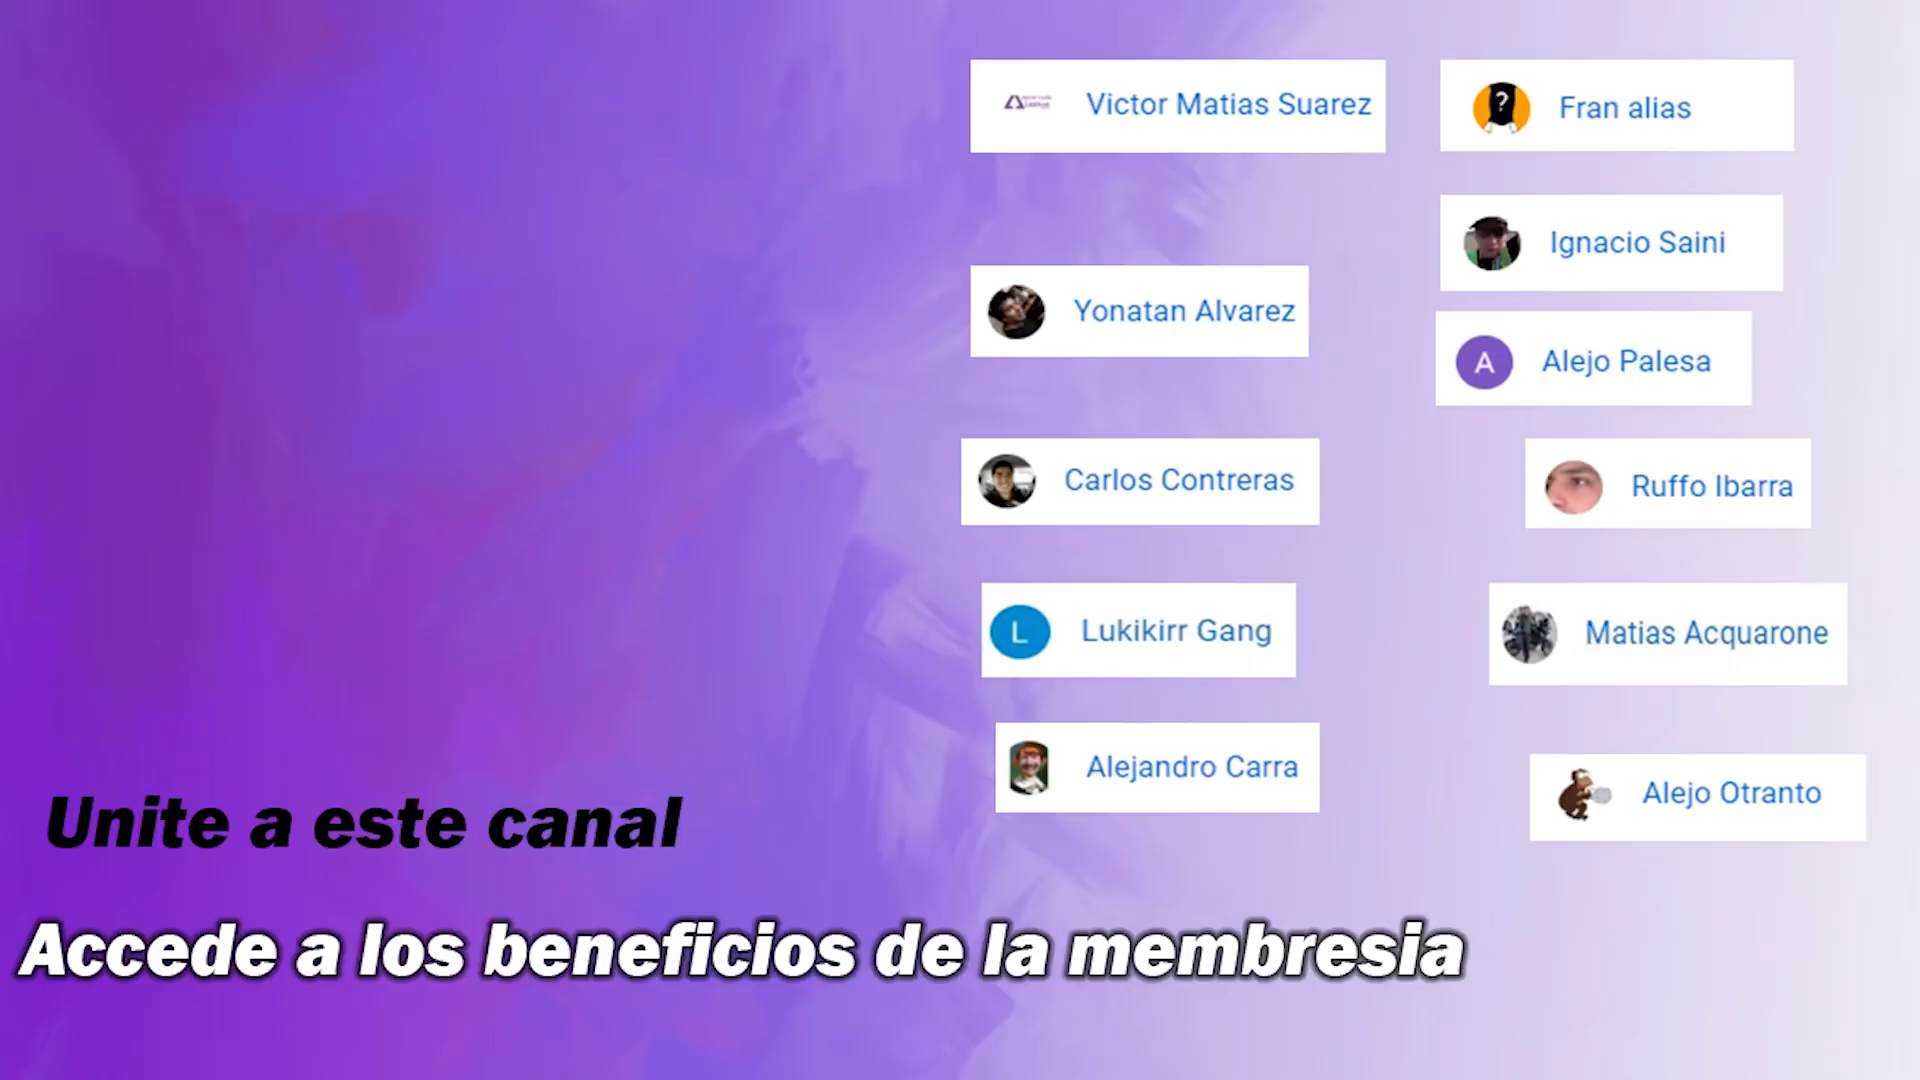 Victor Matias Suarez
Fran alias
Ignacio Saini
Yonatan Alvarez
A
Alejo Palesa
Carlos Contreras
Ruffo Ibarra
L
Lukikirr Gang
Matias Acquarone
Alejandro Carra
Alejo Otranto
Unite a este canal
Accede a los beneficios de la membresia